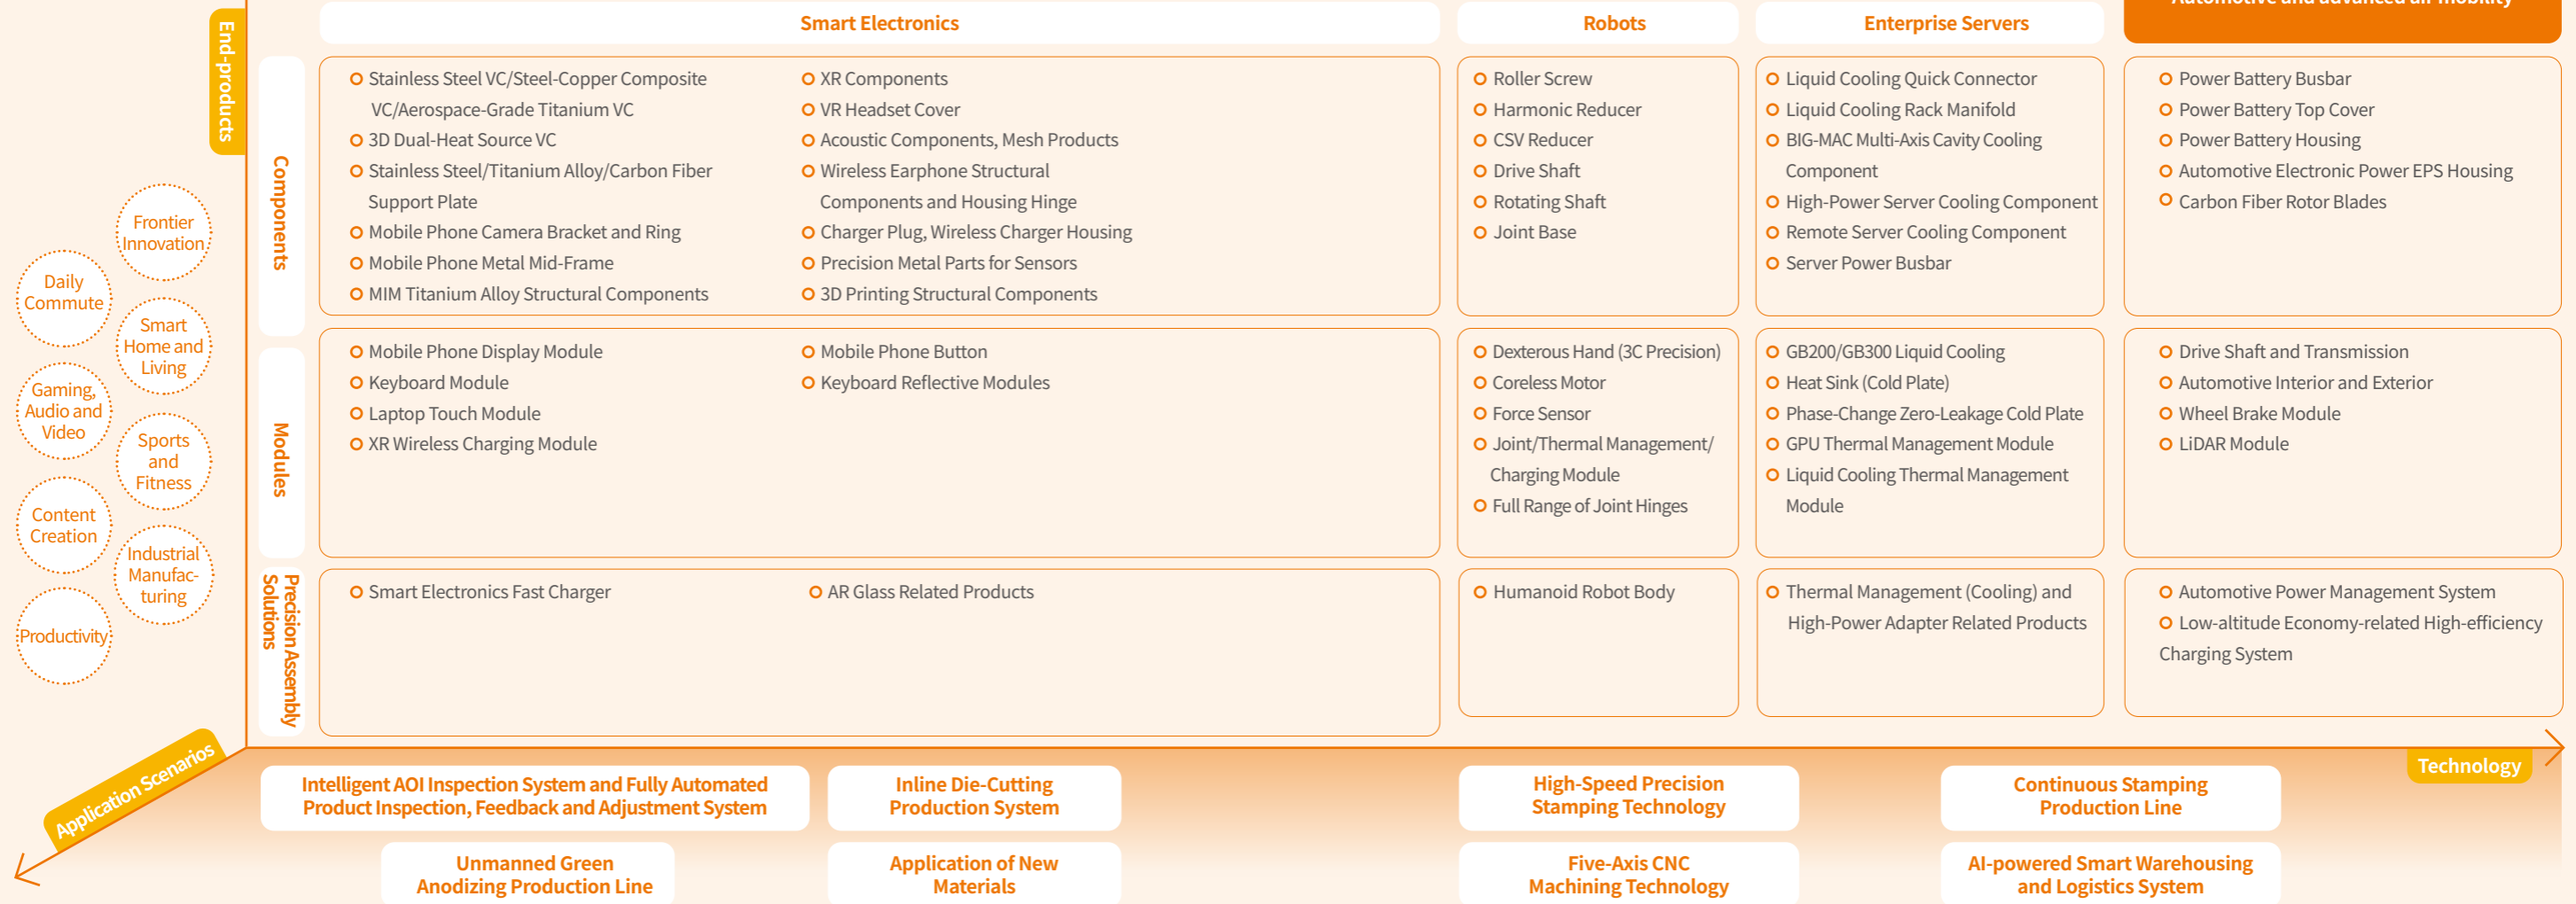 End-products
Smart Electronics
Robots
Enterprise Servers
Automotive and advanced air mobility
Components
Stainless Steel VC/Steel-Copper Composite
VC/Aerospace-Grade Titanium VC
3D Dual-Heat Source VC
Stainless Steel/Titanium Alloy/Carbon Fiber
Support Plate
Mobile Phone Camera Bracket and Ring
Mobile Phone Metal Mid-Frame
MIM Titanium Alloy Structural Components
XR Components
VR Headset Cover
Acoustic Components, Mesh Products
Wireless Earphone Structural
Components and Housing Hinge
Charger Plug, Wireless Charger Housing
Precision Metal Parts for Sensors
3D Printing Structural Components
Roller Screw
Harmonic Reducer
CSV Reducer
Drive Shaft
Rotating Shaft
Joint Base
Liquid Cooling Quick Connector
Liquid Cooling Rack Manifold
BIG-MAC Multi-Axis Cavity Cooling
Component
High-Power Server Cooling Component
Remote Server Cooling Component
Server Power Busbar
Power Battery Busbar
Power Battery Top Cover
Power Battery Housing
Automotive Electronic Power EPS Housing
Carbon Fiber Rotor Blades
Modules
Mobile Phone Display Module
Keyboard Module
Laptop Touch Module
XR Wireless Charging Module
Mobile Phone Button
Keyboard Reflective Modules
Dexterous Hand (3C Precision)
Coreless Motor
Force Sensor
Joint/Thermal Management/
Charging Module
Full Range of Joint Hinges
GB200/GB300 Liquid Cooling
Heat Sink (Cold Plate)
Phase-Change Zero-Leakage Cold Plate
GPU Thermal Management Module
Liquid Cooling Thermal Management
Module
Drive Shaft and Transmission
Automotive Interior and Exterior
Wheel Brake Module
LiDAR Module
Precision Assembly
Solutions
Smart Electronics Fast Charger
AR Glass Related Products
Humanoid Robot Body
Thermal Management (Cooling) and
High-Power Adapter Related Products
Automotive Power Management System
Low-altitude Economy-related High-efficiency
Charging System
Frontier
Innovation
Daily
Commute
Smart
Home and
Living
Gaming,
Audio and
Video
Sports
and
Fitness
Content
Creation
Industrial
Manufac-
turing
Productivity
Application Scenarios
Technology
Intelligent AOI Inspection System and Fully Automated
Product Inspection, Feedback and Adjustment System
Inline Die-Cutting
Production System
High-Speed Precision
Stamping Technology
Continuous Stamping
Production Line
Unmanned Green
Anodizing Production Line
Application of New
Materials
Five-Axis CNC
Machining Technology
AI-powered Smart Warehousing
and Logistics System